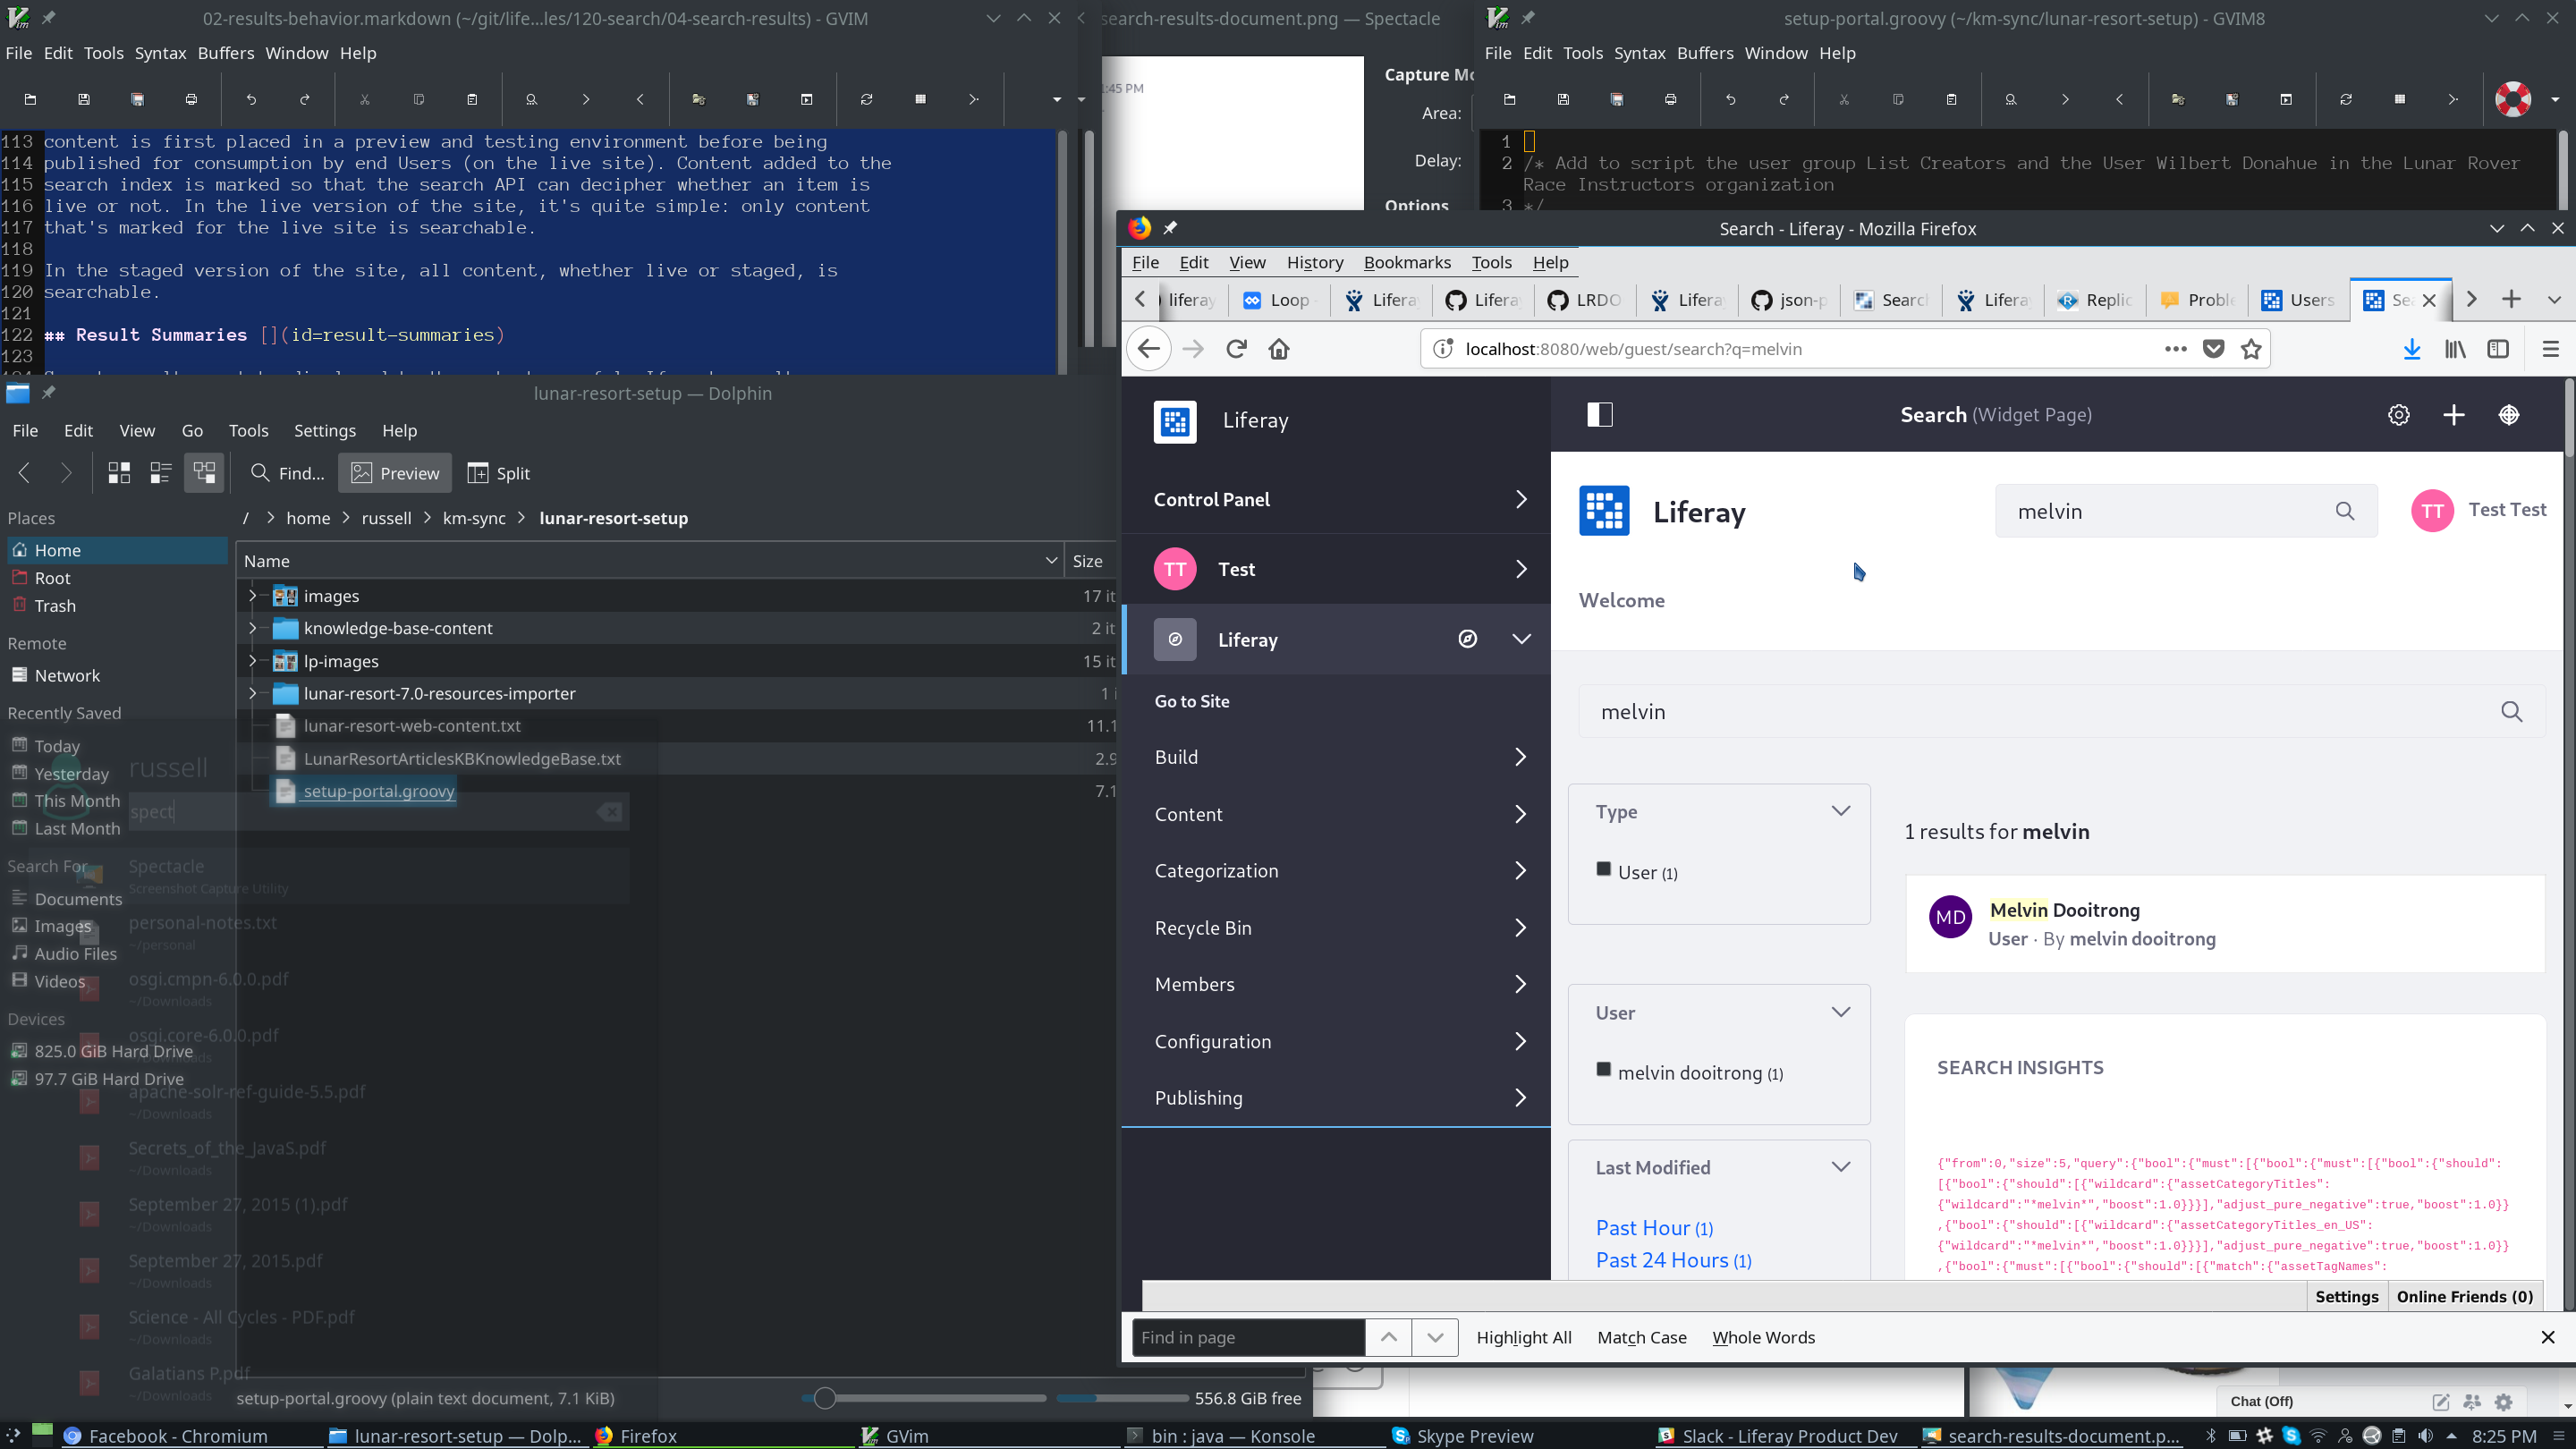 02-results-behavior.markdown (~/git/life...les/120-search/04-search-results) - GVIM
File Edit Tools Syntax Buffers Window Help
113 content is first placed in a preview and testing environment before being
114 published for consumption by end Users (on the live site). Content added to the
115 search index is marked so that the search API can decipher whether an item is
116 live or not. In the live version of the site, it's quite simple: only content
117 that's marked for the live site is searchable.
118
119 In the staged version of the site, all content, whether live or staged, is
120 searchable.
121
122 ## Result Summaries [](id=result-summaries)
123
search-results-document.png — Spectacle
1:45 PM
Capture Mo
Area:
Delay:
Options
setup-portal.groovy (~/km-sync/lunar-resort-setup) - GVIM8
File Edit Tools Syntax Buffers Window Help
1
2 /* Add to script the user group List Creators and the User Wilbert Donahue in the Lunar Rover
Race Instructors organization
3 */
lunar-resort-setup — Dolphin
File Edit View Go Tools Settings Help
Find... Preview Split
/ > home > russell > km-sync > lunar-resort-setup
Places
Home
Root
Trash
Remote
Network
Recently Saved
Today
Yesterday
This Month
Last Month
Search For
Documents
Images
Audio Files
Videos
Devices
825.0 GiB Hard Drive
97.7 GiB Hard Drive
Name Size
images 17 it
knowledge-base-content 2 it
lp-images 15 it
lunar-resort-7.0-resources-importer 1 i
lunar-resort-web-content.txt 11.1
LunarResortArticlesKBKnowledgeBase.txt 2.9
setup-portal.groovy 7.1
russell
spect
Spectacle
Screenshot Capture Utility
personal-notes.txt
~/personal
osgi.cmpn-6.0.0.pdf
~/Downloads
osgi.core-6.0.0.pdf
~/Downloads
apache-solr-ref-guide-5.5.pdf
~/Downloads
Secrets_of_the_JavaS.pdf
~/Downloads
September 27, 2015 (1).pdf
~/Downloads
September 27, 2015.pdf
~/Downloads
Science - All Cycles - PDF.pdf
~/Downloads
Galatians P.pdf
~/Downloads
setup-portal.groovy (plain text document, 7.1 KiB) 556.8 GiB free
Search - Liferay - Mozilla Firefox
File Edit View History Bookmarks Tools Help
liferay Loop - Lifera Lifera LRDO Lifera json-p Search Lifera Replic Proble Users Sea
localhost:8080/web/guest/search?q=melvin
Liferay
Control Panel
TT Test
Liferay
Go to Site
Build
Content
Categorization
Recycle Bin
Members
Configuration
Publishing
Search (Widget Page)
Liferay
melvin
TT Test Test
Welcome
melvin
Type
User (1)
User
melvin dooitrong (1)
Last Modified
Past Hour (1)
Past 24 Hours (1)
1 results for melvin
MD Melvin Dooitrong
User · By melvin dooitrong
SEARCH INSIGHTS
{"from":0,"size":5,"query":{"bool":{"must":[{"bool":{"must":[{"bool":{"should":
[{"bool":{"should":[{"wildcard":{"assetCategoryTitles":
{"wildcard":"*melvin*","boost":1.0}}}],"adjust_pure_negative":true,"boost":1.0}}
,{"bool":{"should":[{"wildcard":{"assetCategoryTitles_en_US":
{"wildcard":"*melvin*","boost":1.0}}}],"adjust_pure_negative":true,"boost":1.0}}
,{"bool":{"must":[{"bool":{"should":[{"match":{"assetTagNames":
Settings Online Friends (0)
Find in page Highlight All Match Case Whole Words
Chat (Off)
Facebook - Chromium lunar-resort-setup — Dolp... Firefox GVim bin : java — Konsole Skype Preview Slack - Liferay Product Dev search-results-document.p... 8:25 PM